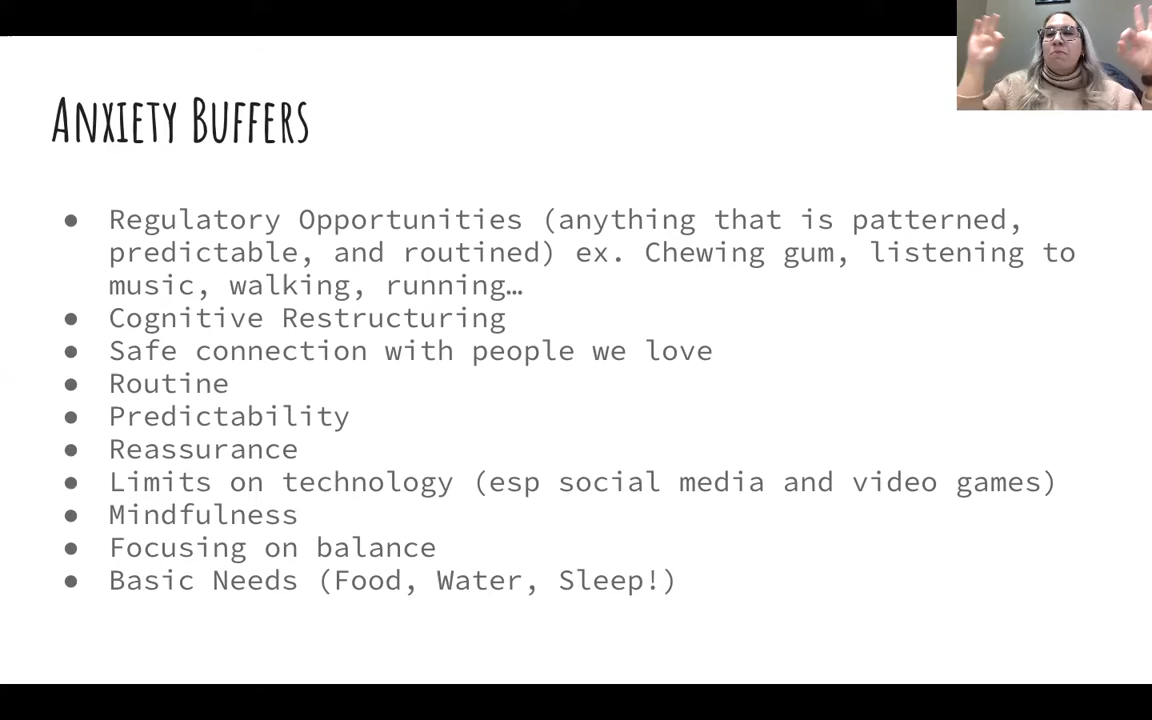 Anxiety Buffers
● Regulatory Opportunities (anything that is patterned,
predictable, and routined) ex. Chewing gum, listening to
music, walking, running…
● Cognitive Restructuring
● Safe connection with people we love
● Routine
● Predictability
● Reassurance
● Limits on technology (esp social media and video games)
● Mindfulness
● Focusing on balance
● Basic Needs (Food, Water, Sleep!)